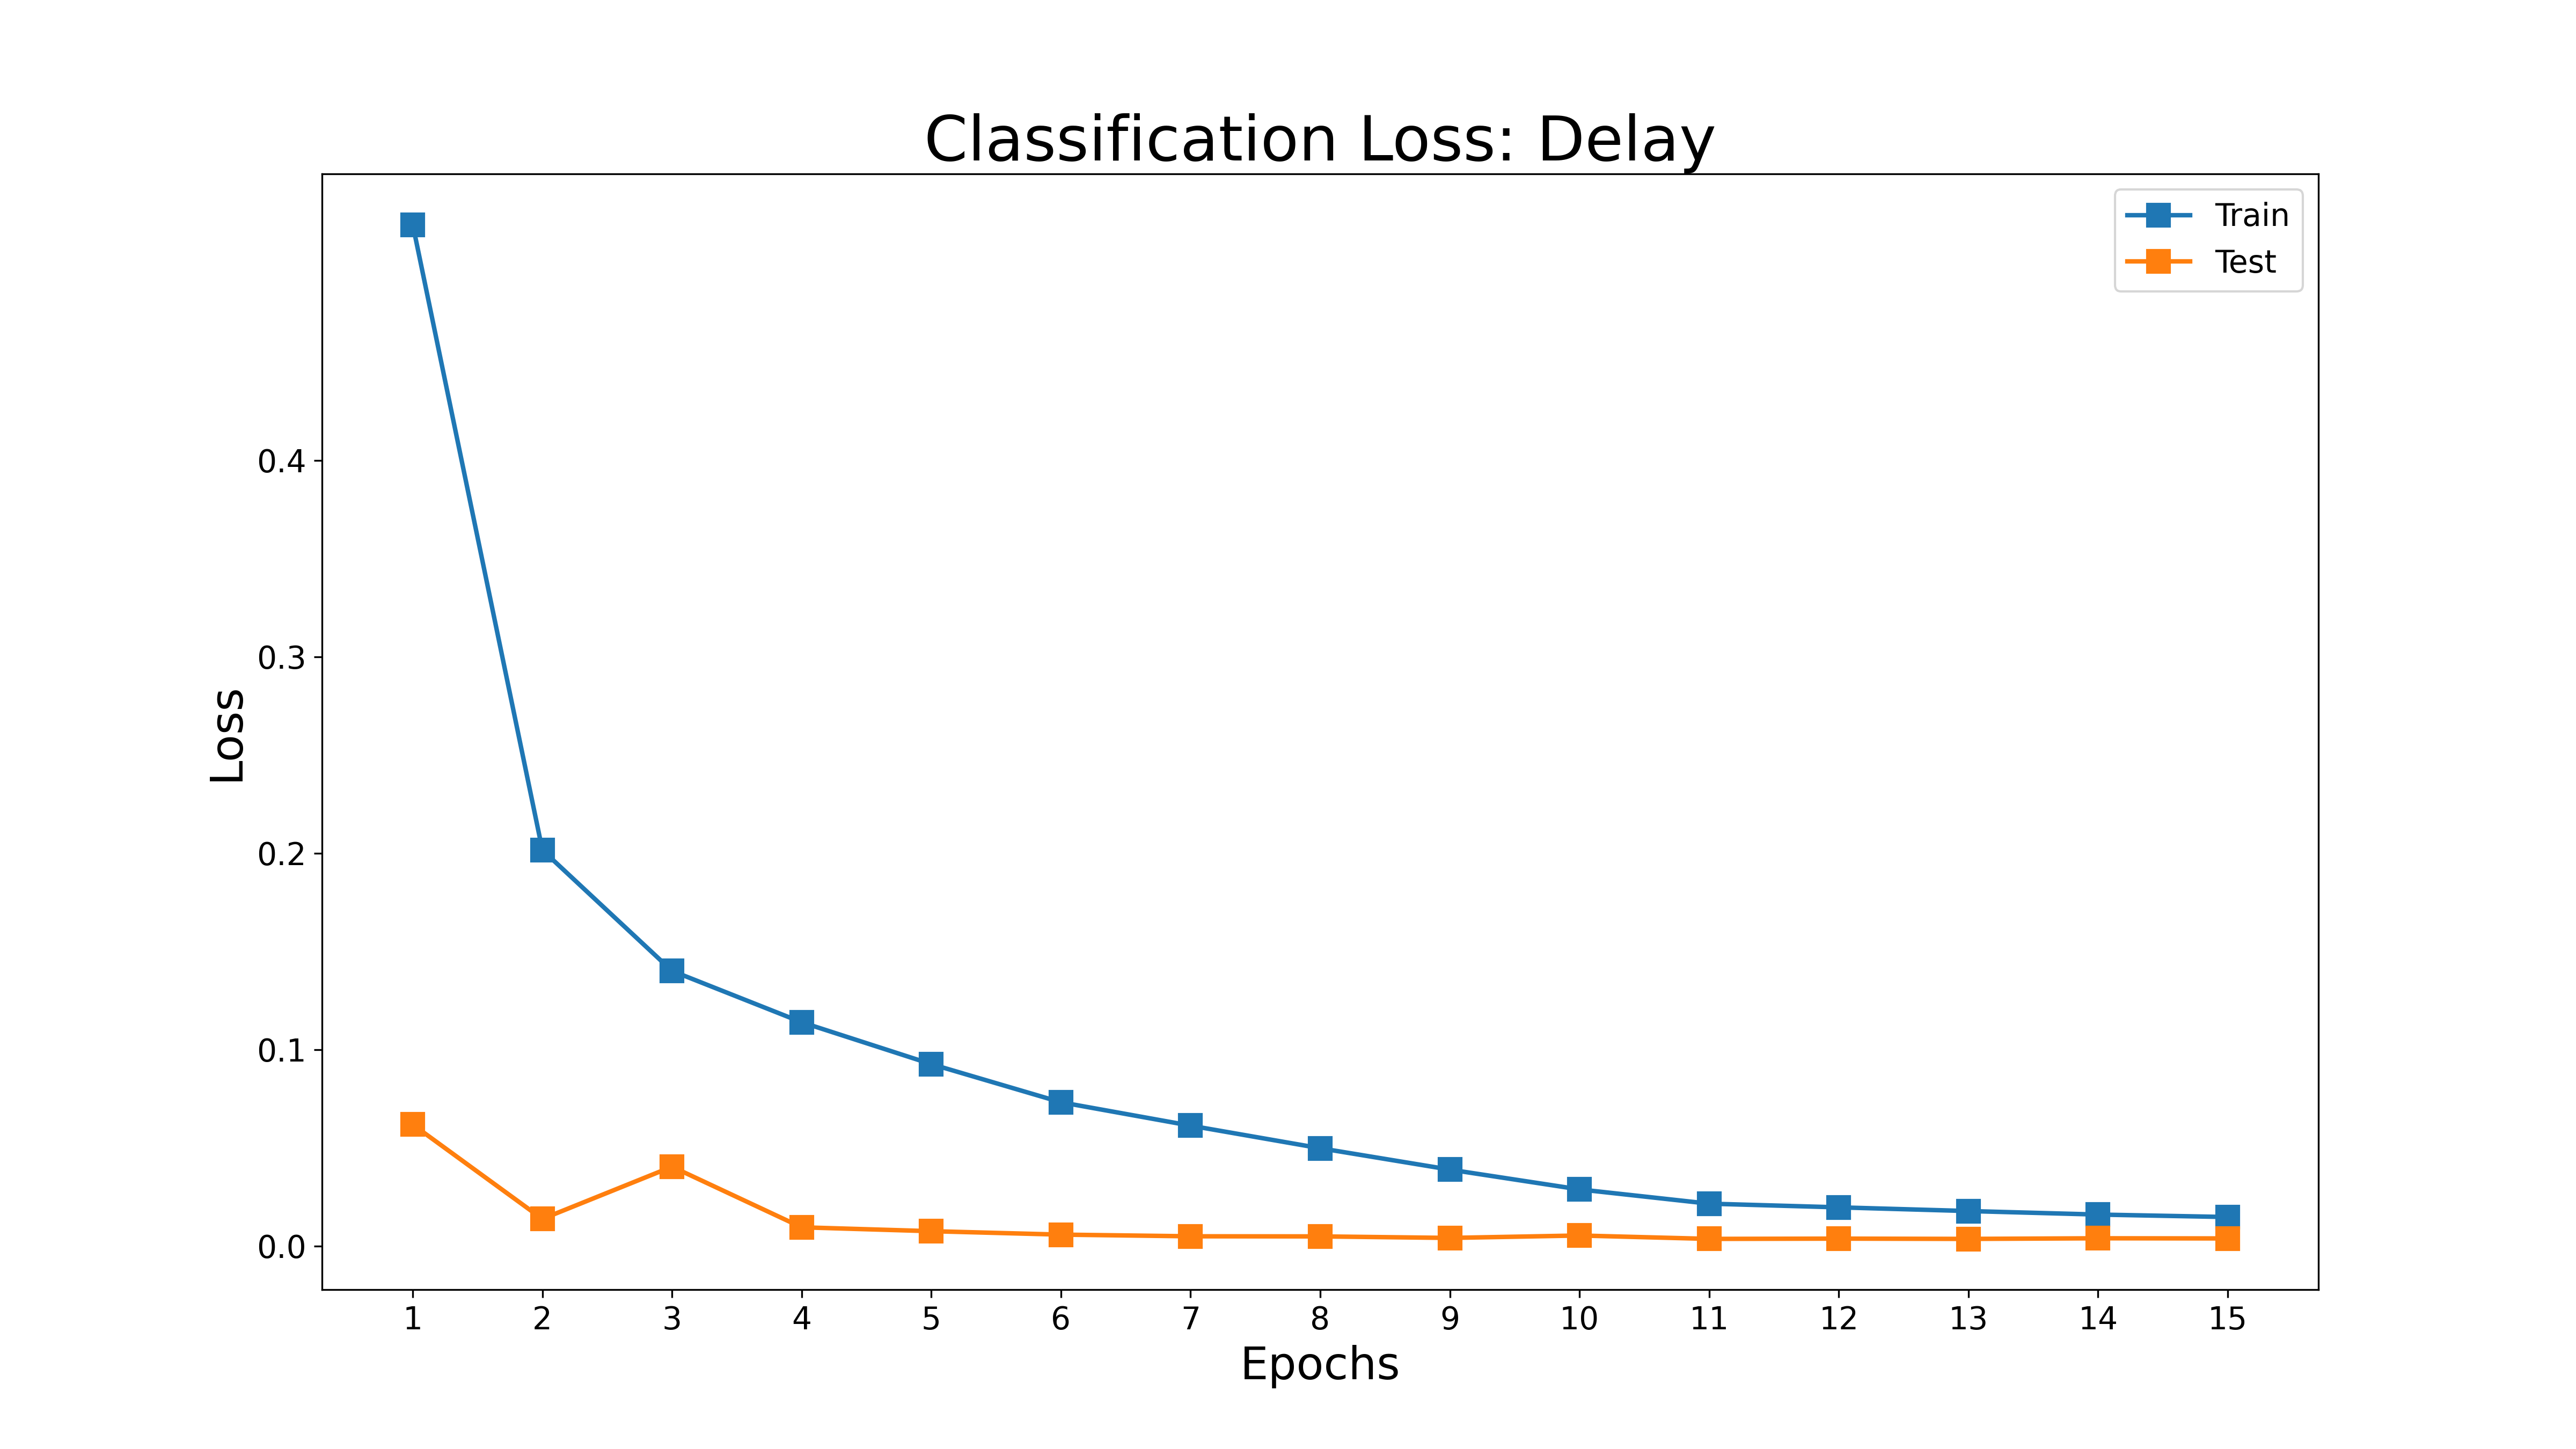 Classification Loss: Delay
Train
Test
Loss
0.4
0.3
0.2
0.1
0.0
1 2 3 4 5 6 7 8 9 10 11 12 13 14 15
Epochs